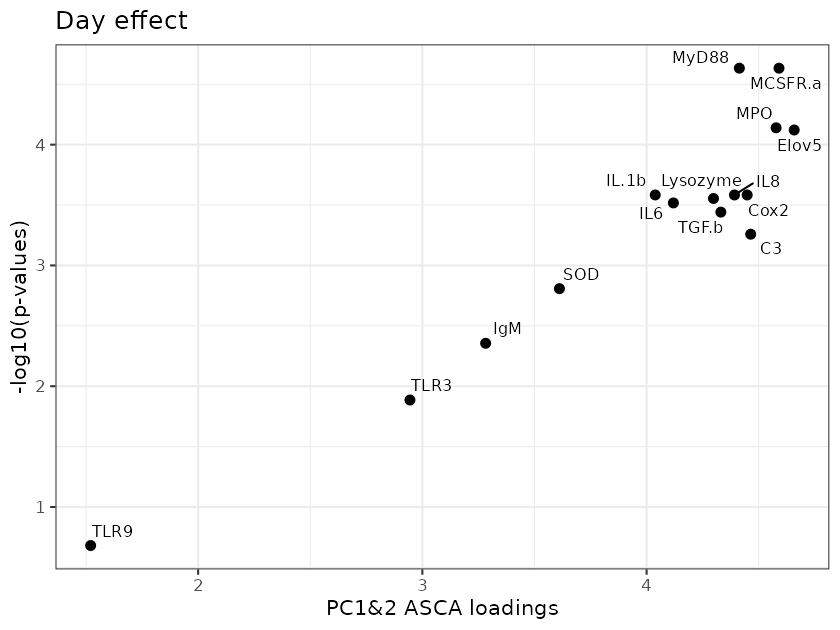 Day effect
MyD88
MCSFR.a
MPO
Elov5
IL.1b
Lysozyme
IL8
IL6
Cox2
TGF.b
C3
SOD
IgM
TLR3
TLR9
4
3
2
1
-log10(p-values)
2
3
4
PC1&2 ASCA loadings